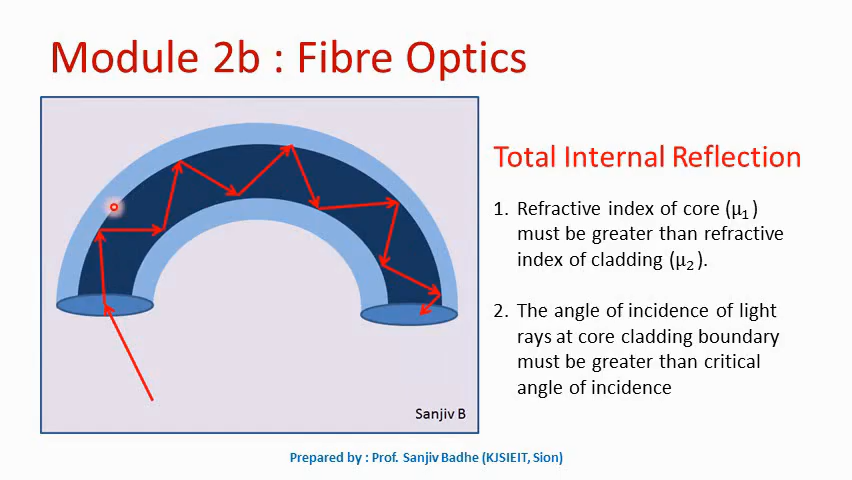 Module 2b : Fibre Optics
Total Internal Reflection
1. Refractive index of core (μ₁ )
must be greater than refractive
index of cladding (μ₂ ).
2. The angle of incidence of light
rays at core cladding boundary
must be greater than critical
angle of incidence
Sanjiv B
Prepared by : Prof. Sanjiv Badhe (KJSIEIT, Sion)